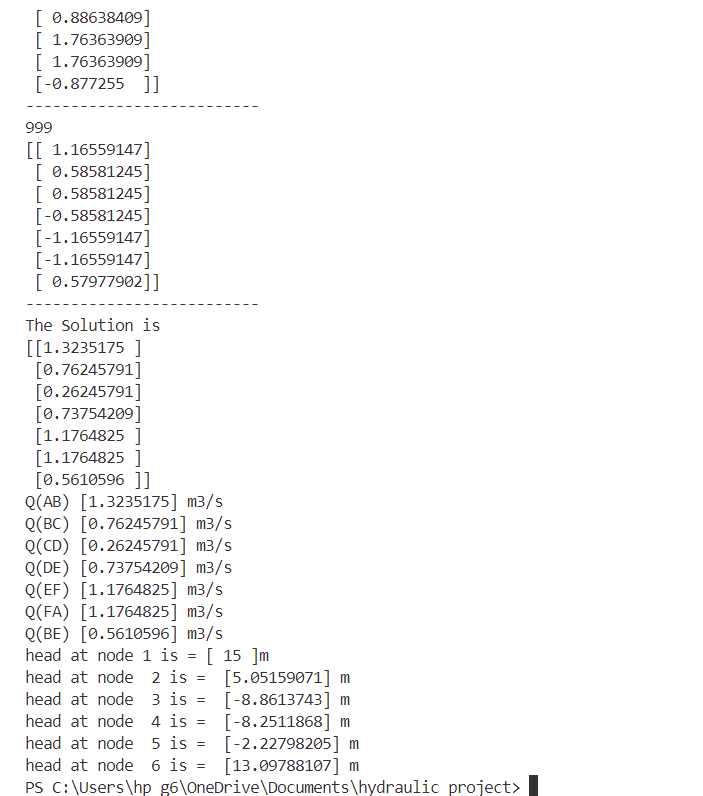 [ 0.88638409]
[ 1.76363909]
[ 1.76363909]
[-0.877255  ]]
--------------------------
999
[[ 1.16559147]
[ 0.58581245]
[ 0.58581245]
[-0.58581245]
[-1.16559147]
[-1.16559147]
[ 0.57977902]]
--------------------------
The Solution is
[[1.3235175 ]
[0.76245791]
[0.26245791]
[0.73754209]
[1.1764825 ]
[1.1764825 ]
[0.5610596 ]]
Q(AB) [1.3235175] m3/s
Q(BC) [0.76245791] m3/s
Q(CD) [0.26245791] m3/s
Q(DE) [0.73754209] m3/s
Q(EF) [1.1764825] m3/s
Q(FA) [1.1764825] m3/s
Q(BE) [0.5610596] m3/s
head at node 1 is = [ 15 ]m
head at node  2 is =  [5.05159071] m
head at node  3 is =  [-8.8613743] m
head at node  4 is =  [-8.2511868] m
head at node  5 is =  [-2.22798205] m
head at node  6 is =  [13.09788107] m
PS C:\Users\hp g6\OneDrive\Documents\hydraulic project>